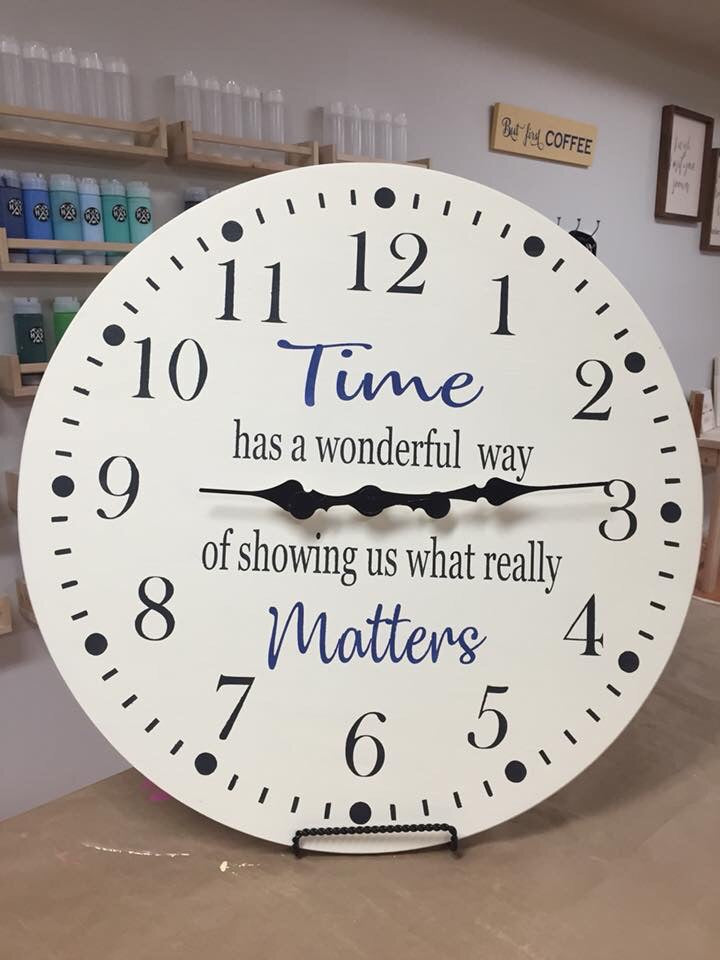 But first COFFEE
12
11
1
10
2
9
3
8
4
7
5
6
Time
has a wonderful way
of showing us what really
Matters